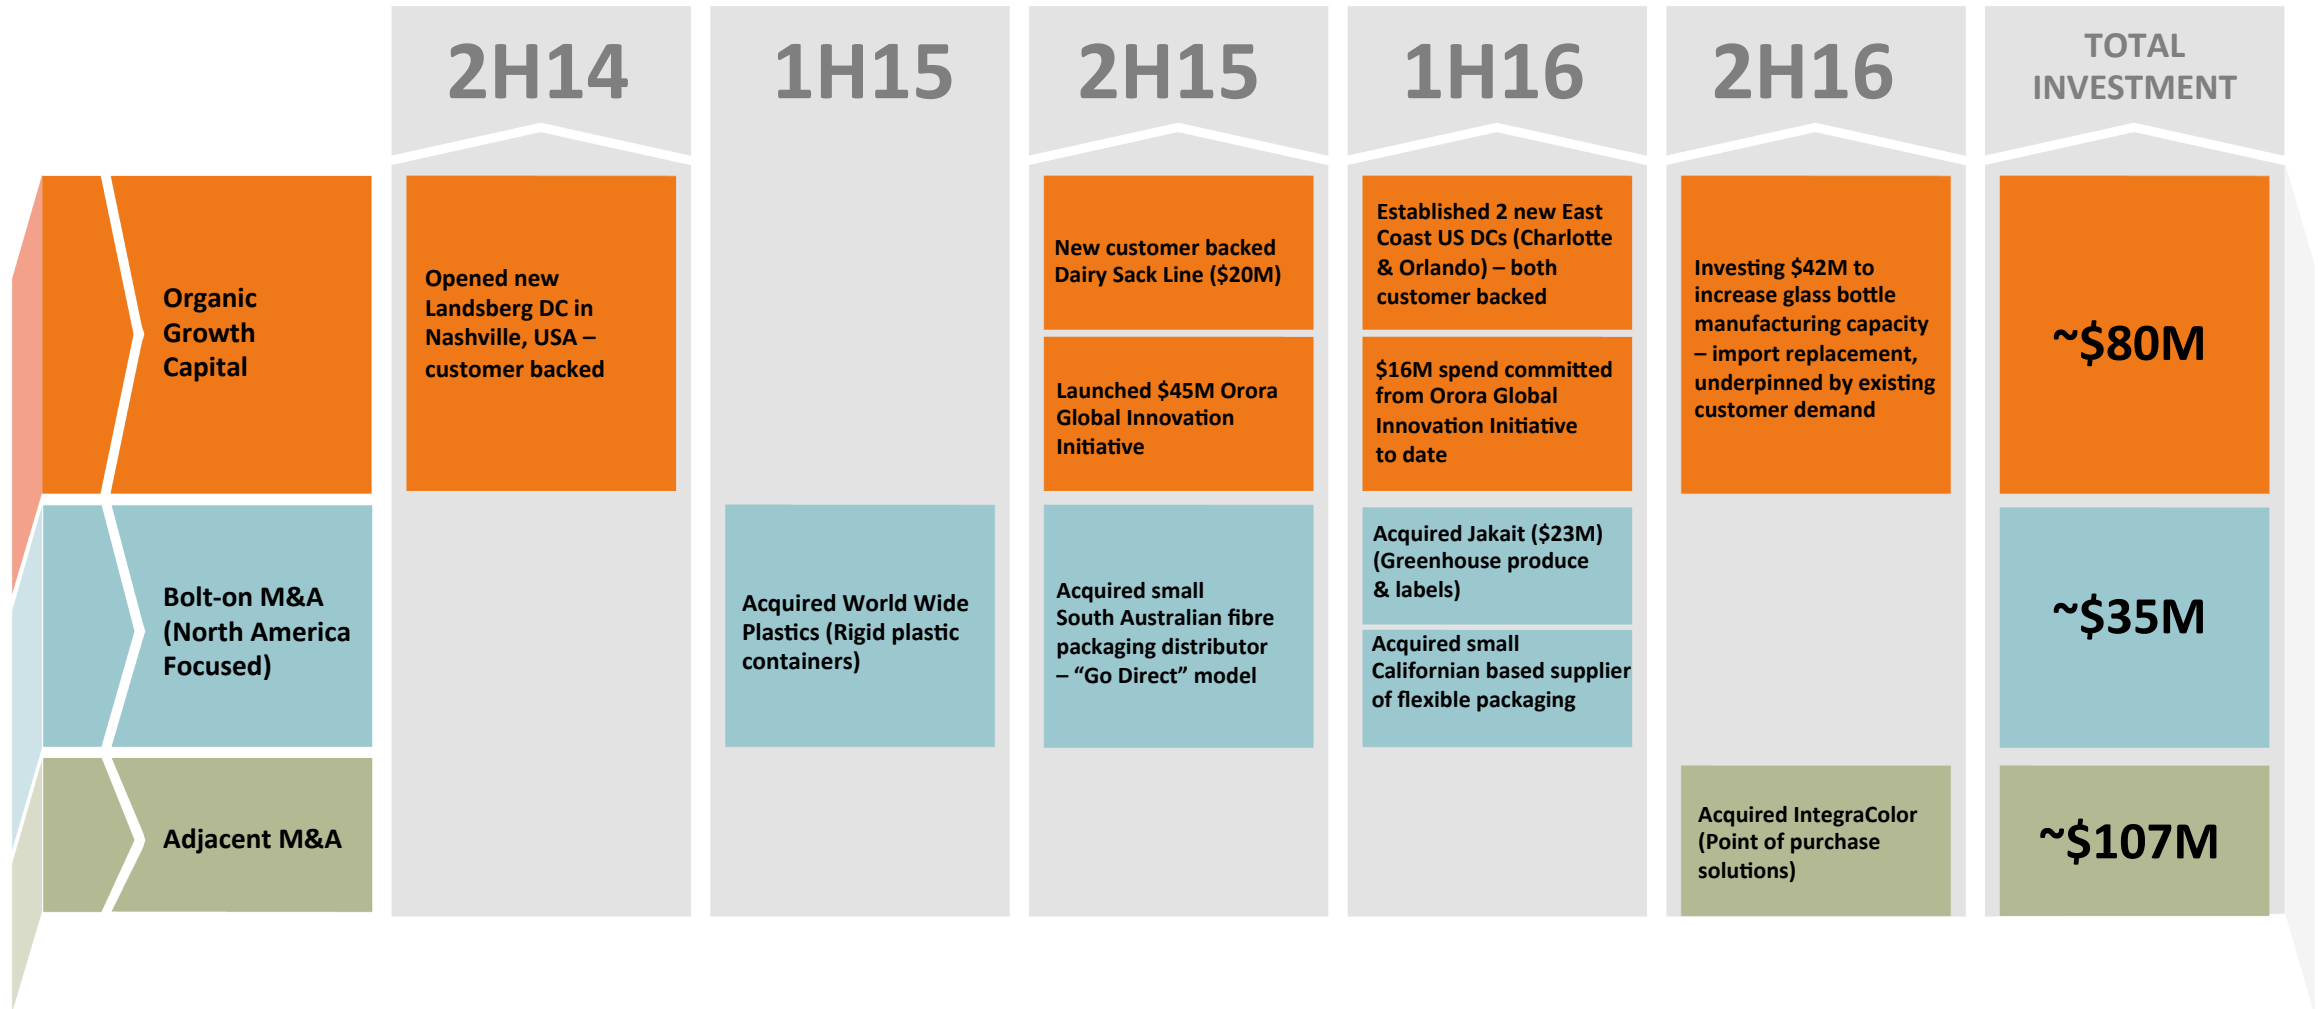 2H14
1H15
2H15
1H16
2H16
TOTAL
INVESTMENT
Organic
Growth
Capital
Opened new
Landsberg DC in
Nashville, USA –
customer backed
New customer backed
Dairy Sack Line ($20M)
Launched $45M Orora
Global Innovation
Initiative
Established 2 new East
Coast US DCs (Charlotte
& Orlando) – both
customer backed
$16M spend committed
from Orora Global
Innovation Initiative
to date
Investing $42M to
increase glass bottle
manufacturing capacity
– import replacement,
underpinned by existing
customer demand
~$80M
Bolt-on M&A
(North America
Focused)
Acquired World Wide
Plastics (Rigid plastic
containers)
Acquired small
South Australian fibre
packaging distributor
– “Go Direct” model
Acquired Jakait ($23M)
(Greenhouse produce
& labels)
Acquired small
Californian based supplier
of flexible packaging
~$35M
Adjacent M&A
Acquired IntegraColor
(Point of purchase
solutions)
~$107M